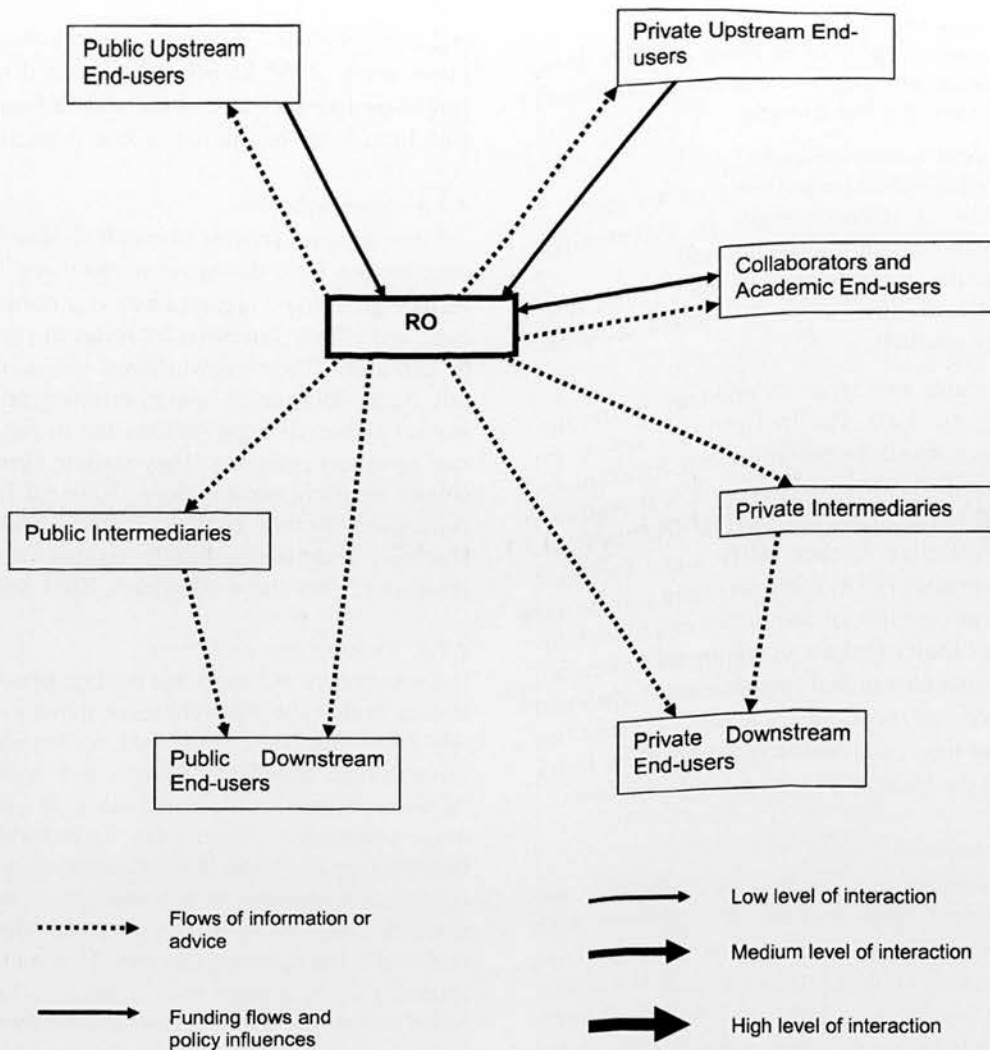 Public Upstream
End-users
Private Upstream End-
users
Collaborators and
Academic End-users
RO
Public Intermediaries
Private Intermediaries
Public Downstream
End-users
Private Downstream
End-users
Flows of information or
advice
Funding flows and
policy influences
Low level of interaction
Medium level of interaction
High level of interaction